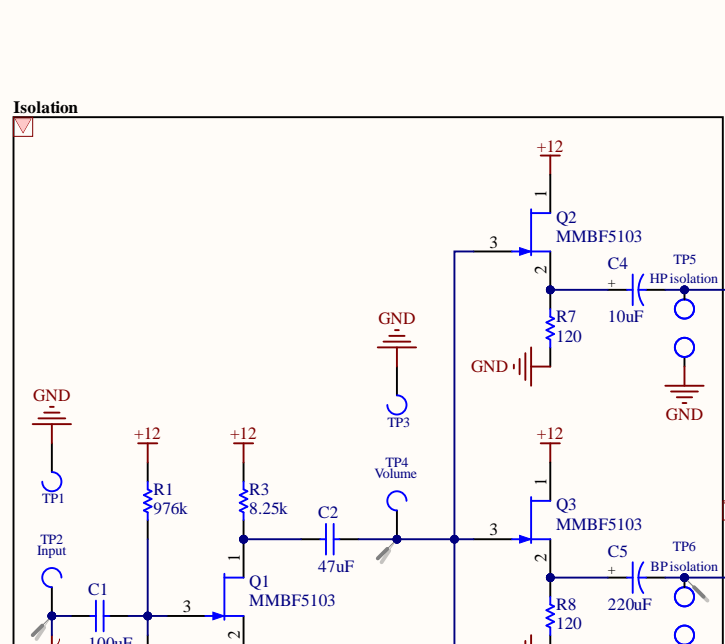 Isolation
+12
1
Q2
MMBF5103
3
2
C4
+
10uF
TP5
HP isolation
R7
120
GND
GND
GND
TP3
GND
TP1
+12
+12
+12
R1
976k
R3
8.25k
C2
47uF
TP4
Volume
1
Q3
MMBF5103
3
2
C5
+
220uF
TP6
BP isolation
R8
120
TP2
Input
C1
100uF
3
1
Q1
MMBF5103
2